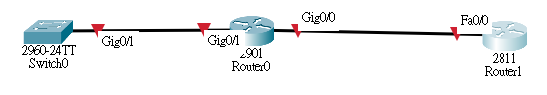 2960-24TT
Switch0
Gig0/1
Gig0/1
2901
Router0
Gig0/0
Fa0/0
2811
Router1